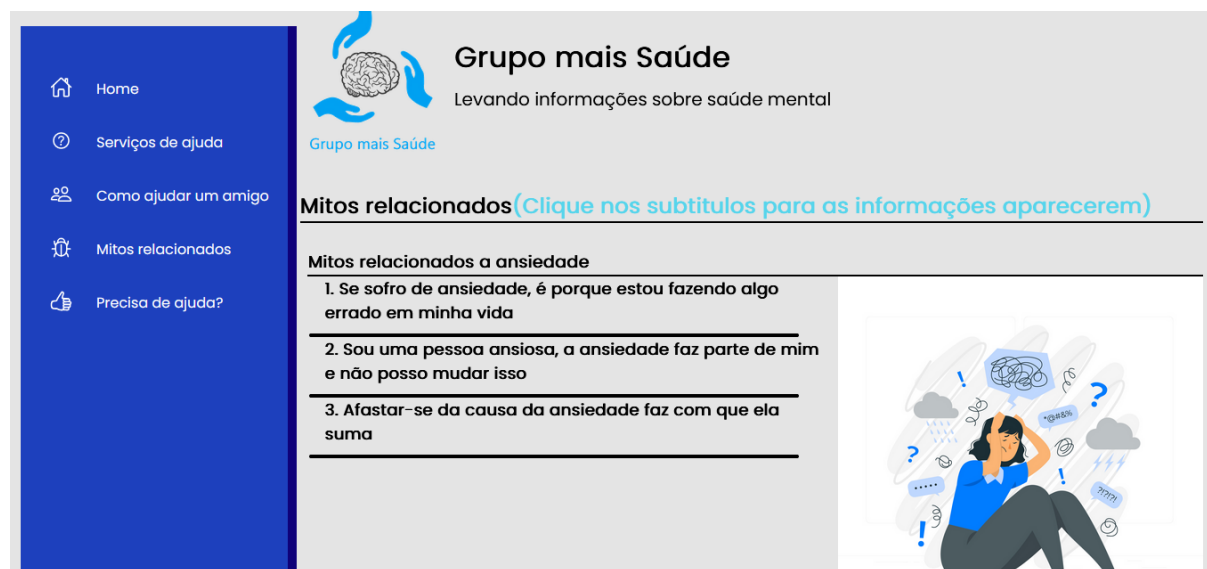 Home
Serviços de ajuda
Como ajudar um amigo
Mitos relacionados
Precisa de ajuda?
Grupo mais Saúde
Grupo mais Saúde
Levando informações sobre saúde mental
Mitos relacionados(Clique nos subtitulos para as informações aparecerem)
Mitos relacionados a ansiedade
1. Se sofro de ansiedade, é porque estou fazendo algo
errado em minha vida
2. Sou uma pessoa ansiosa, a ansiedade faz parte de mim
e não posso mudar isso
3. Afastar-se da causa da ansiedade faz com que ela
suma
!
?
*@#&%
?
.....
!
?!?!?!
!